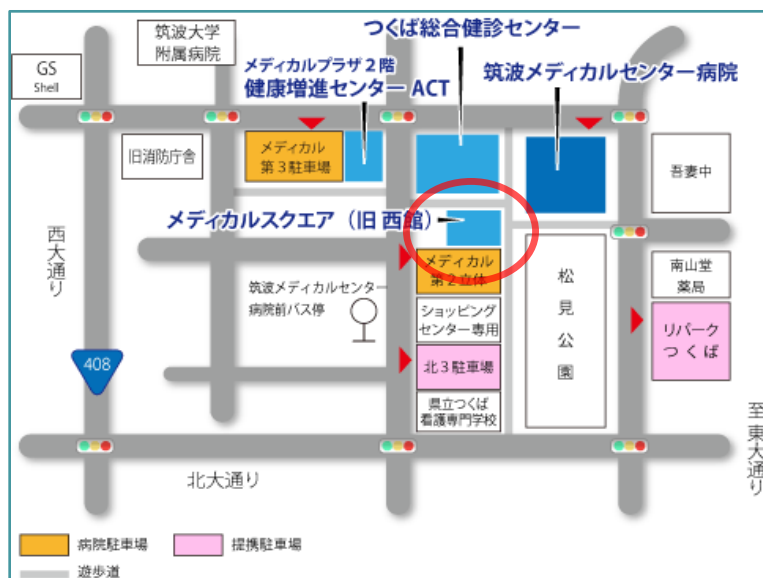 つくば総合健診センター
筑波大学
附属病院
メディカルプラザ2階
健康増進センター ACT
筑波メディカルセンター病院
GS
Shell
旧消防庁舎
メディカル
第3駐車場
吾妻中
メディカルスクエア（旧 西館）
西大通り
メディカル
第2立体
松見公園
南山堂
薬局
筑波メディカルセンター
病院前バス停
ショッピング
センター専用
リパーク
つくば
408
北3駐車場
県立つくば
看護専門学校
至 東大通り
北大通り
病院駐車場
提携駐車場
遊歩道